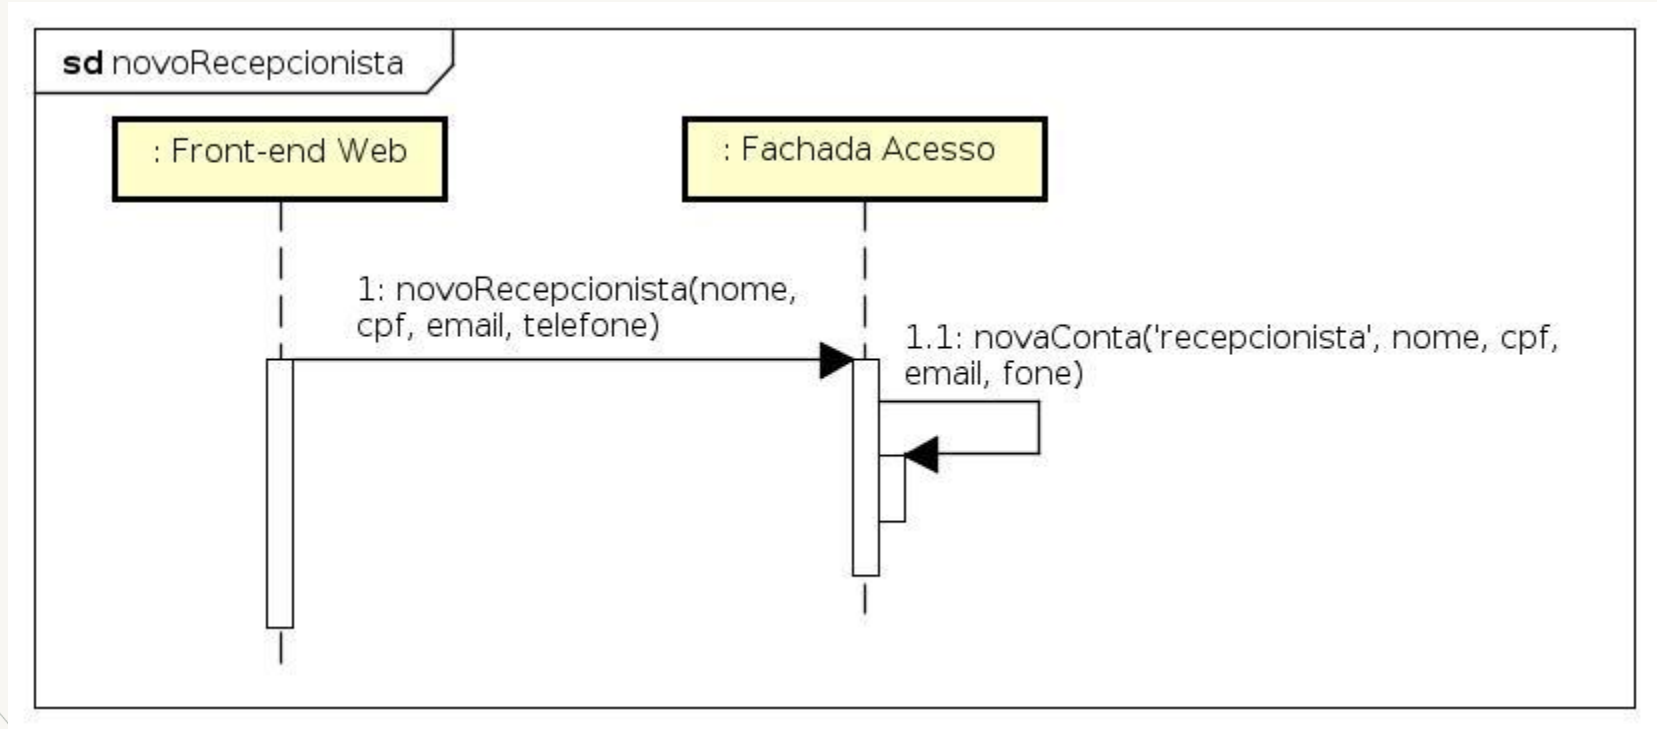 sd novoRecepcionista
: Front-end Web
: Fachada Acesso
1: novoRecepcionista(nome,
cpf, email, telefone)
1.1: novaConta('recepcionista', nome, cpf,
email, fone)